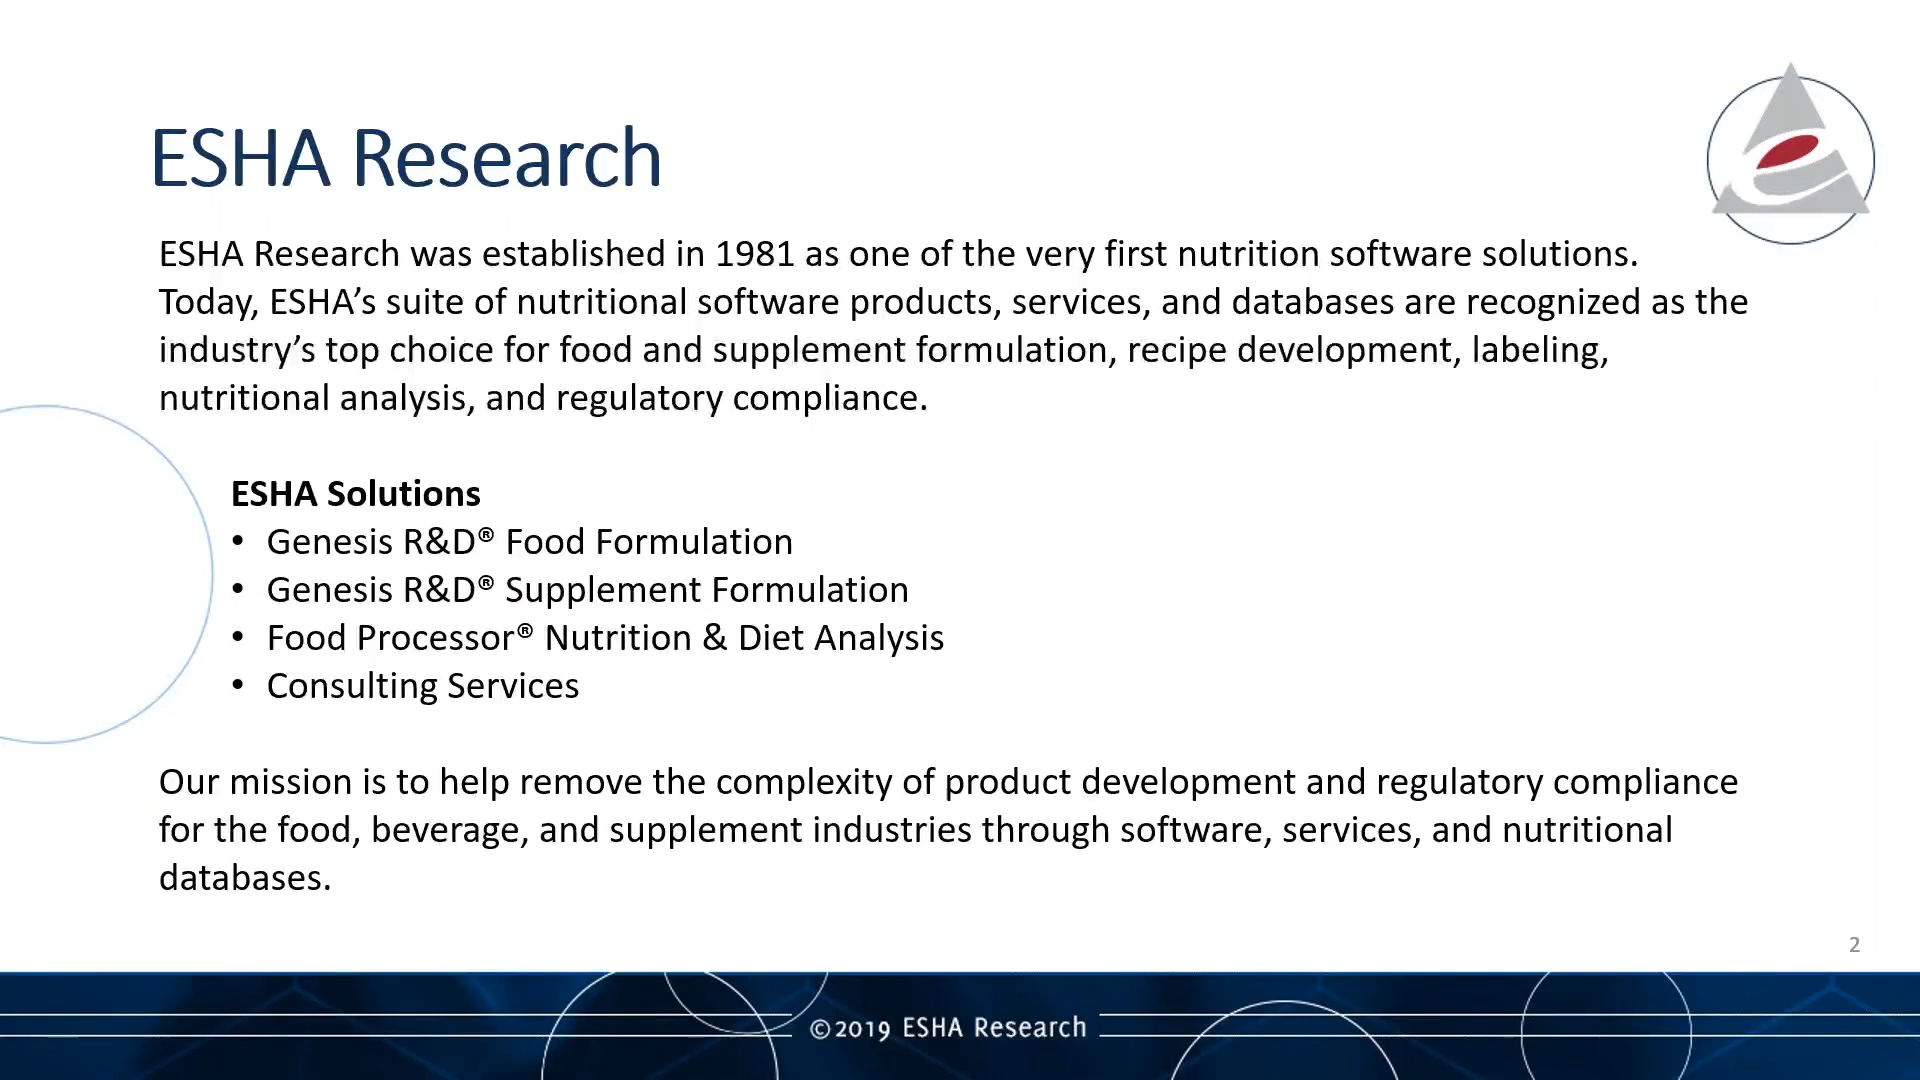 ESHA Research
ESHA Research was established in 1981 as one of the very first nutrition software solutions.
Today, ESHA’s suite of nutritional software products, services, and databases are recognized as the
industry’s top choice for food and supplement formulation, recipe development, labeling,
nutritional analysis, and regulatory compliance.
ESHA Solutions
• Genesis R&D® Food Formulation
• Genesis R&D® Supplement Formulation
• Food Processor® Nutrition & Diet Analysis
• Consulting Services
Our mission is to help remove the complexity of product development and regulatory compliance
for the food, beverage, and supplement industries through software, services, and nutritional
databases.
2
©2019 ESHA Research